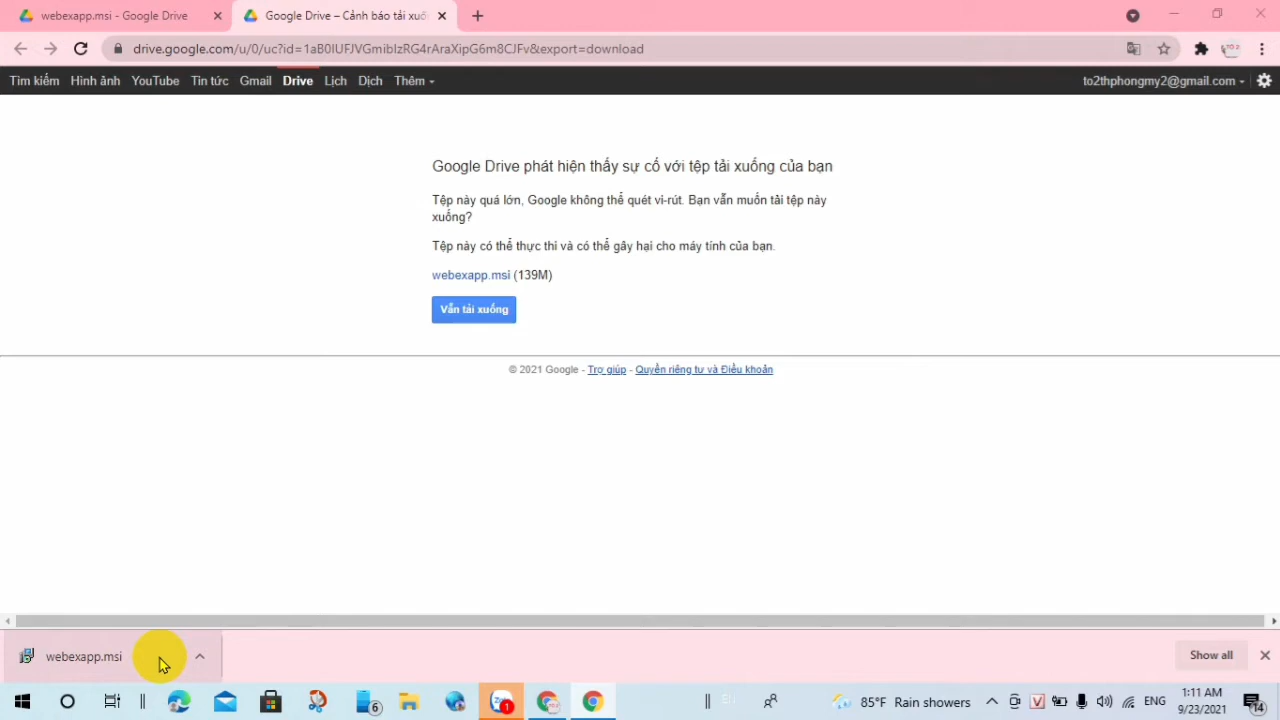 webexapp.msi - Google Drive
Google Drive – Cảnh báo tải xuố
drive.google.com/u/0/uc?id=1aB0IUFJVGmibIzRG4rAraXipG6m8CJFv&export=download
Tìm kiếm Hình ảnh YouTube Tin tức Gmail Drive Lịch Dịch Thêm
to2thphongmy2@gmail.com
Google Drive phát hiện thấy sự cố với tệp tải xuống của bạn
Tệp này quá lớn, Google không thể quét vi-rút. Bạn vẫn muốn tải tệp này
xuống?
Tệp này có thể thực thi và có thể gây hại cho máy tính của bạn.
webexapp.msi (139M)
Vẫn tải xuống
© 2021 Google - Trợ giúp - Quyền riêng tư và Điều khoản
webexapp.msi
Show all
6
1
85°F Rain showers
ENG
1:11 AM
9/23/2021
14